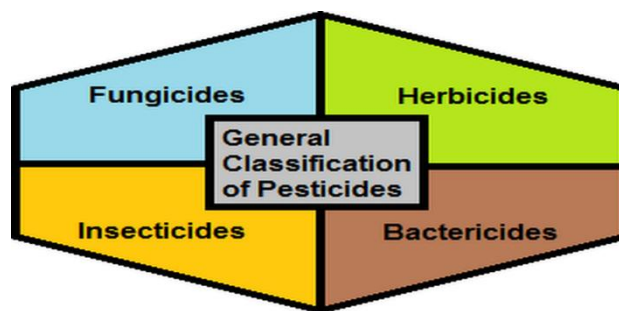 Fungicides
Herbicides
General
Classification
of Pesticides
Insecticides
Bactericides